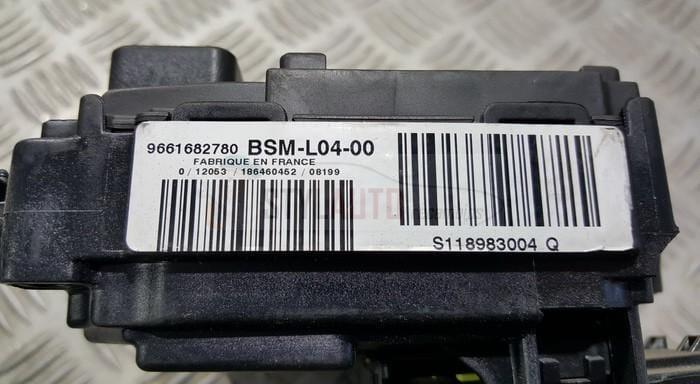 9661682780 BSM-L04-00
FABRIQUE EN FRANCE
0 / 12053 / 186460452 / 08199
S118983004 Q